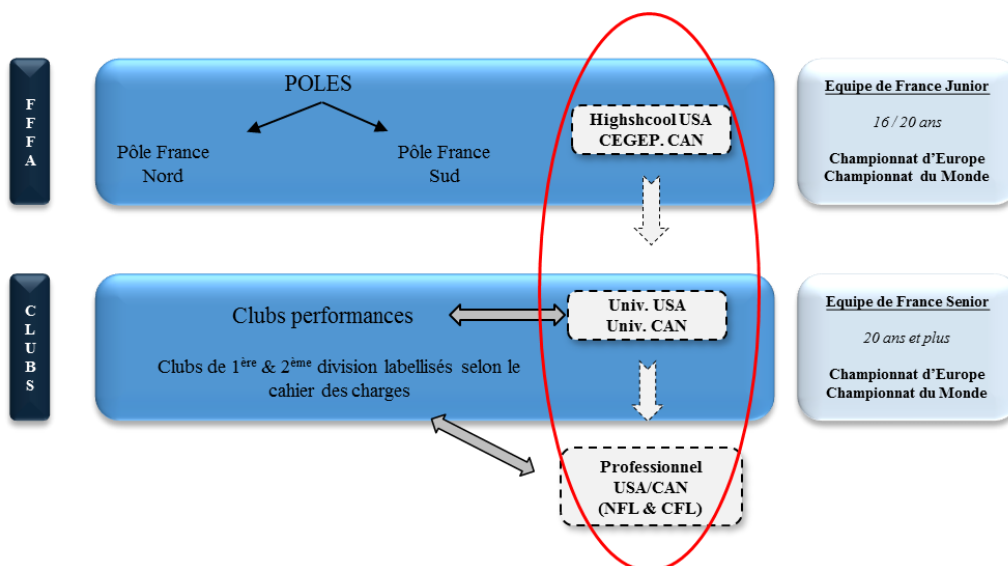 FFFA
POLES
Pôle France
Nord
Pôle France
Sud
Highshcool USA
CEGEP. CAN
Equipe de France Junior
16 / 20 ans
Championnat d’Europe
Championnat du Monde
CLUBS
Clubs performances
Clubs de 1ère & 2ème division labellisés selon le
cahier des charges
Univ. USA
Univ. CAN
Equipe de France Senior
20 ans et plus
Championnat d’Europe
Championnat du Monde
Professionnel
USA/CAN
(NFL & CFL)